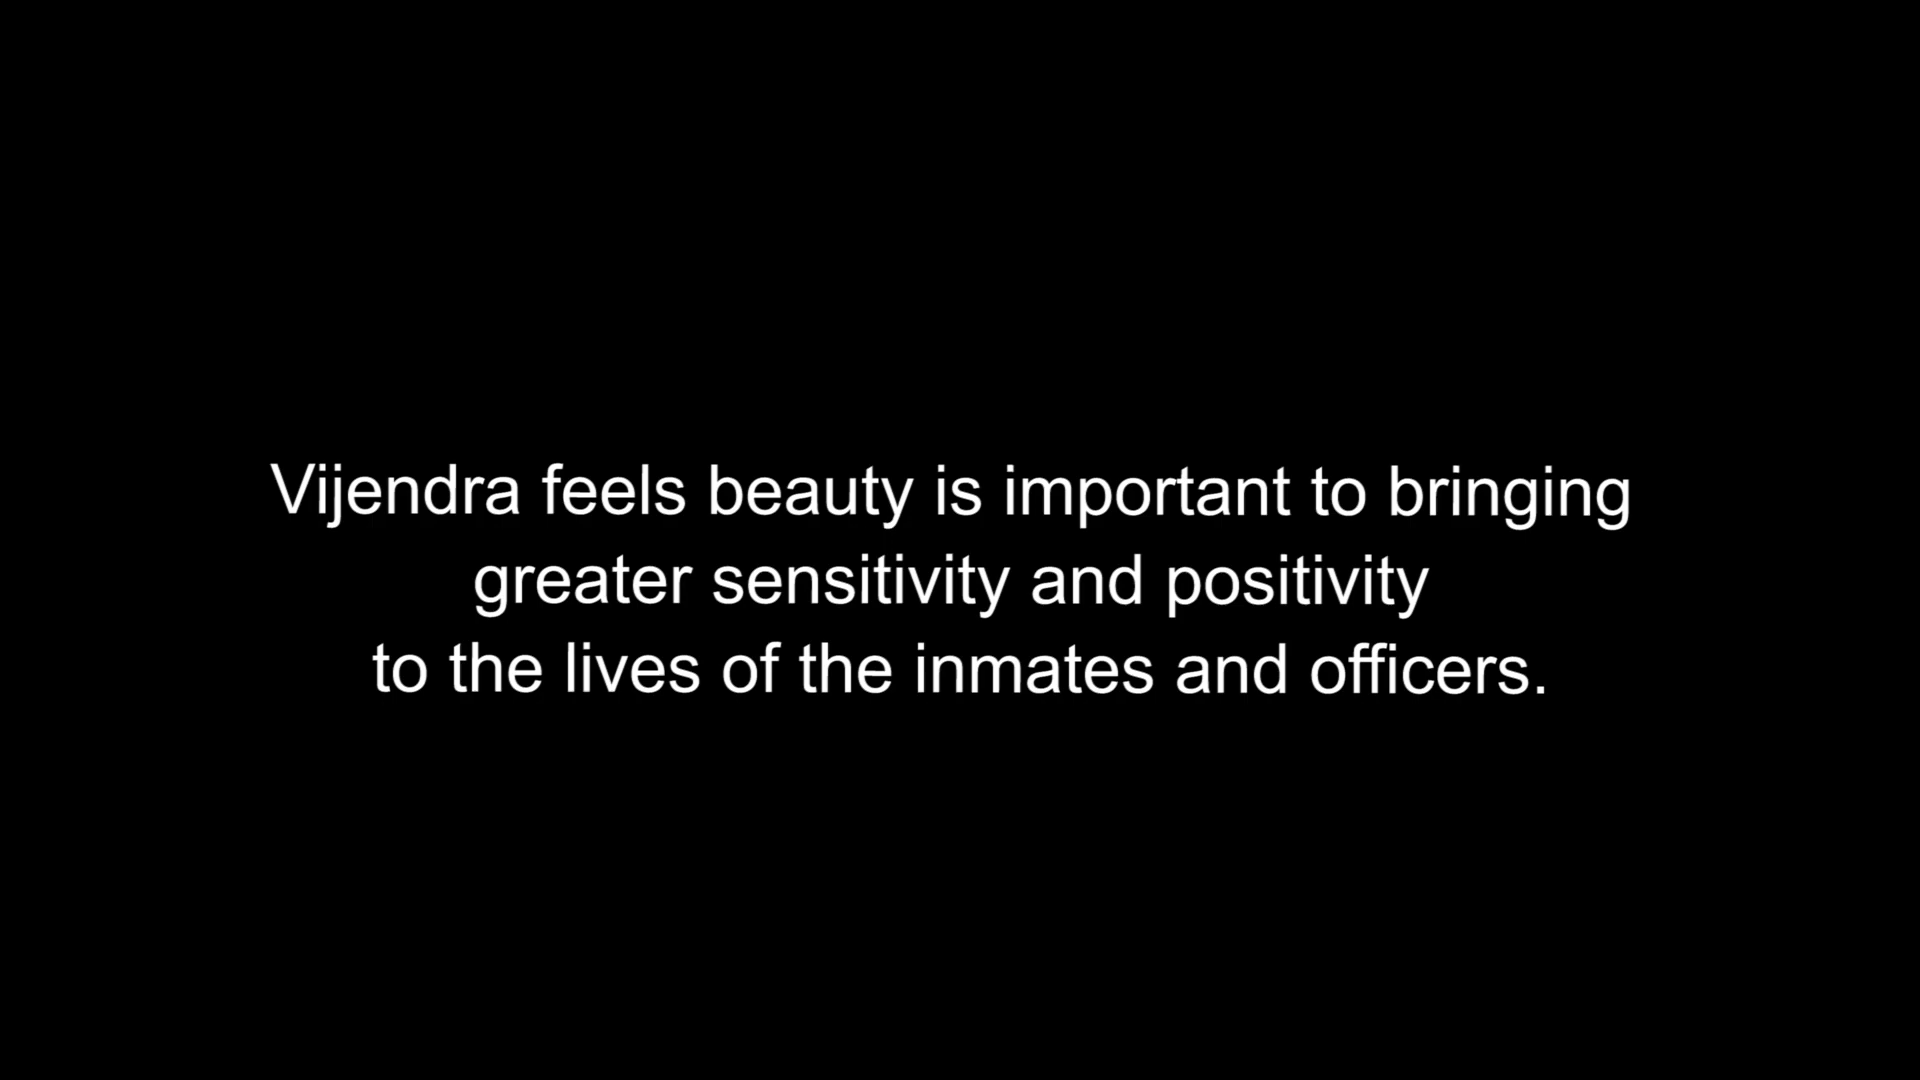 Vijendra feels beauty is important to bringing
greater sensitivity and positivity
to the lives of the inmates and officers.